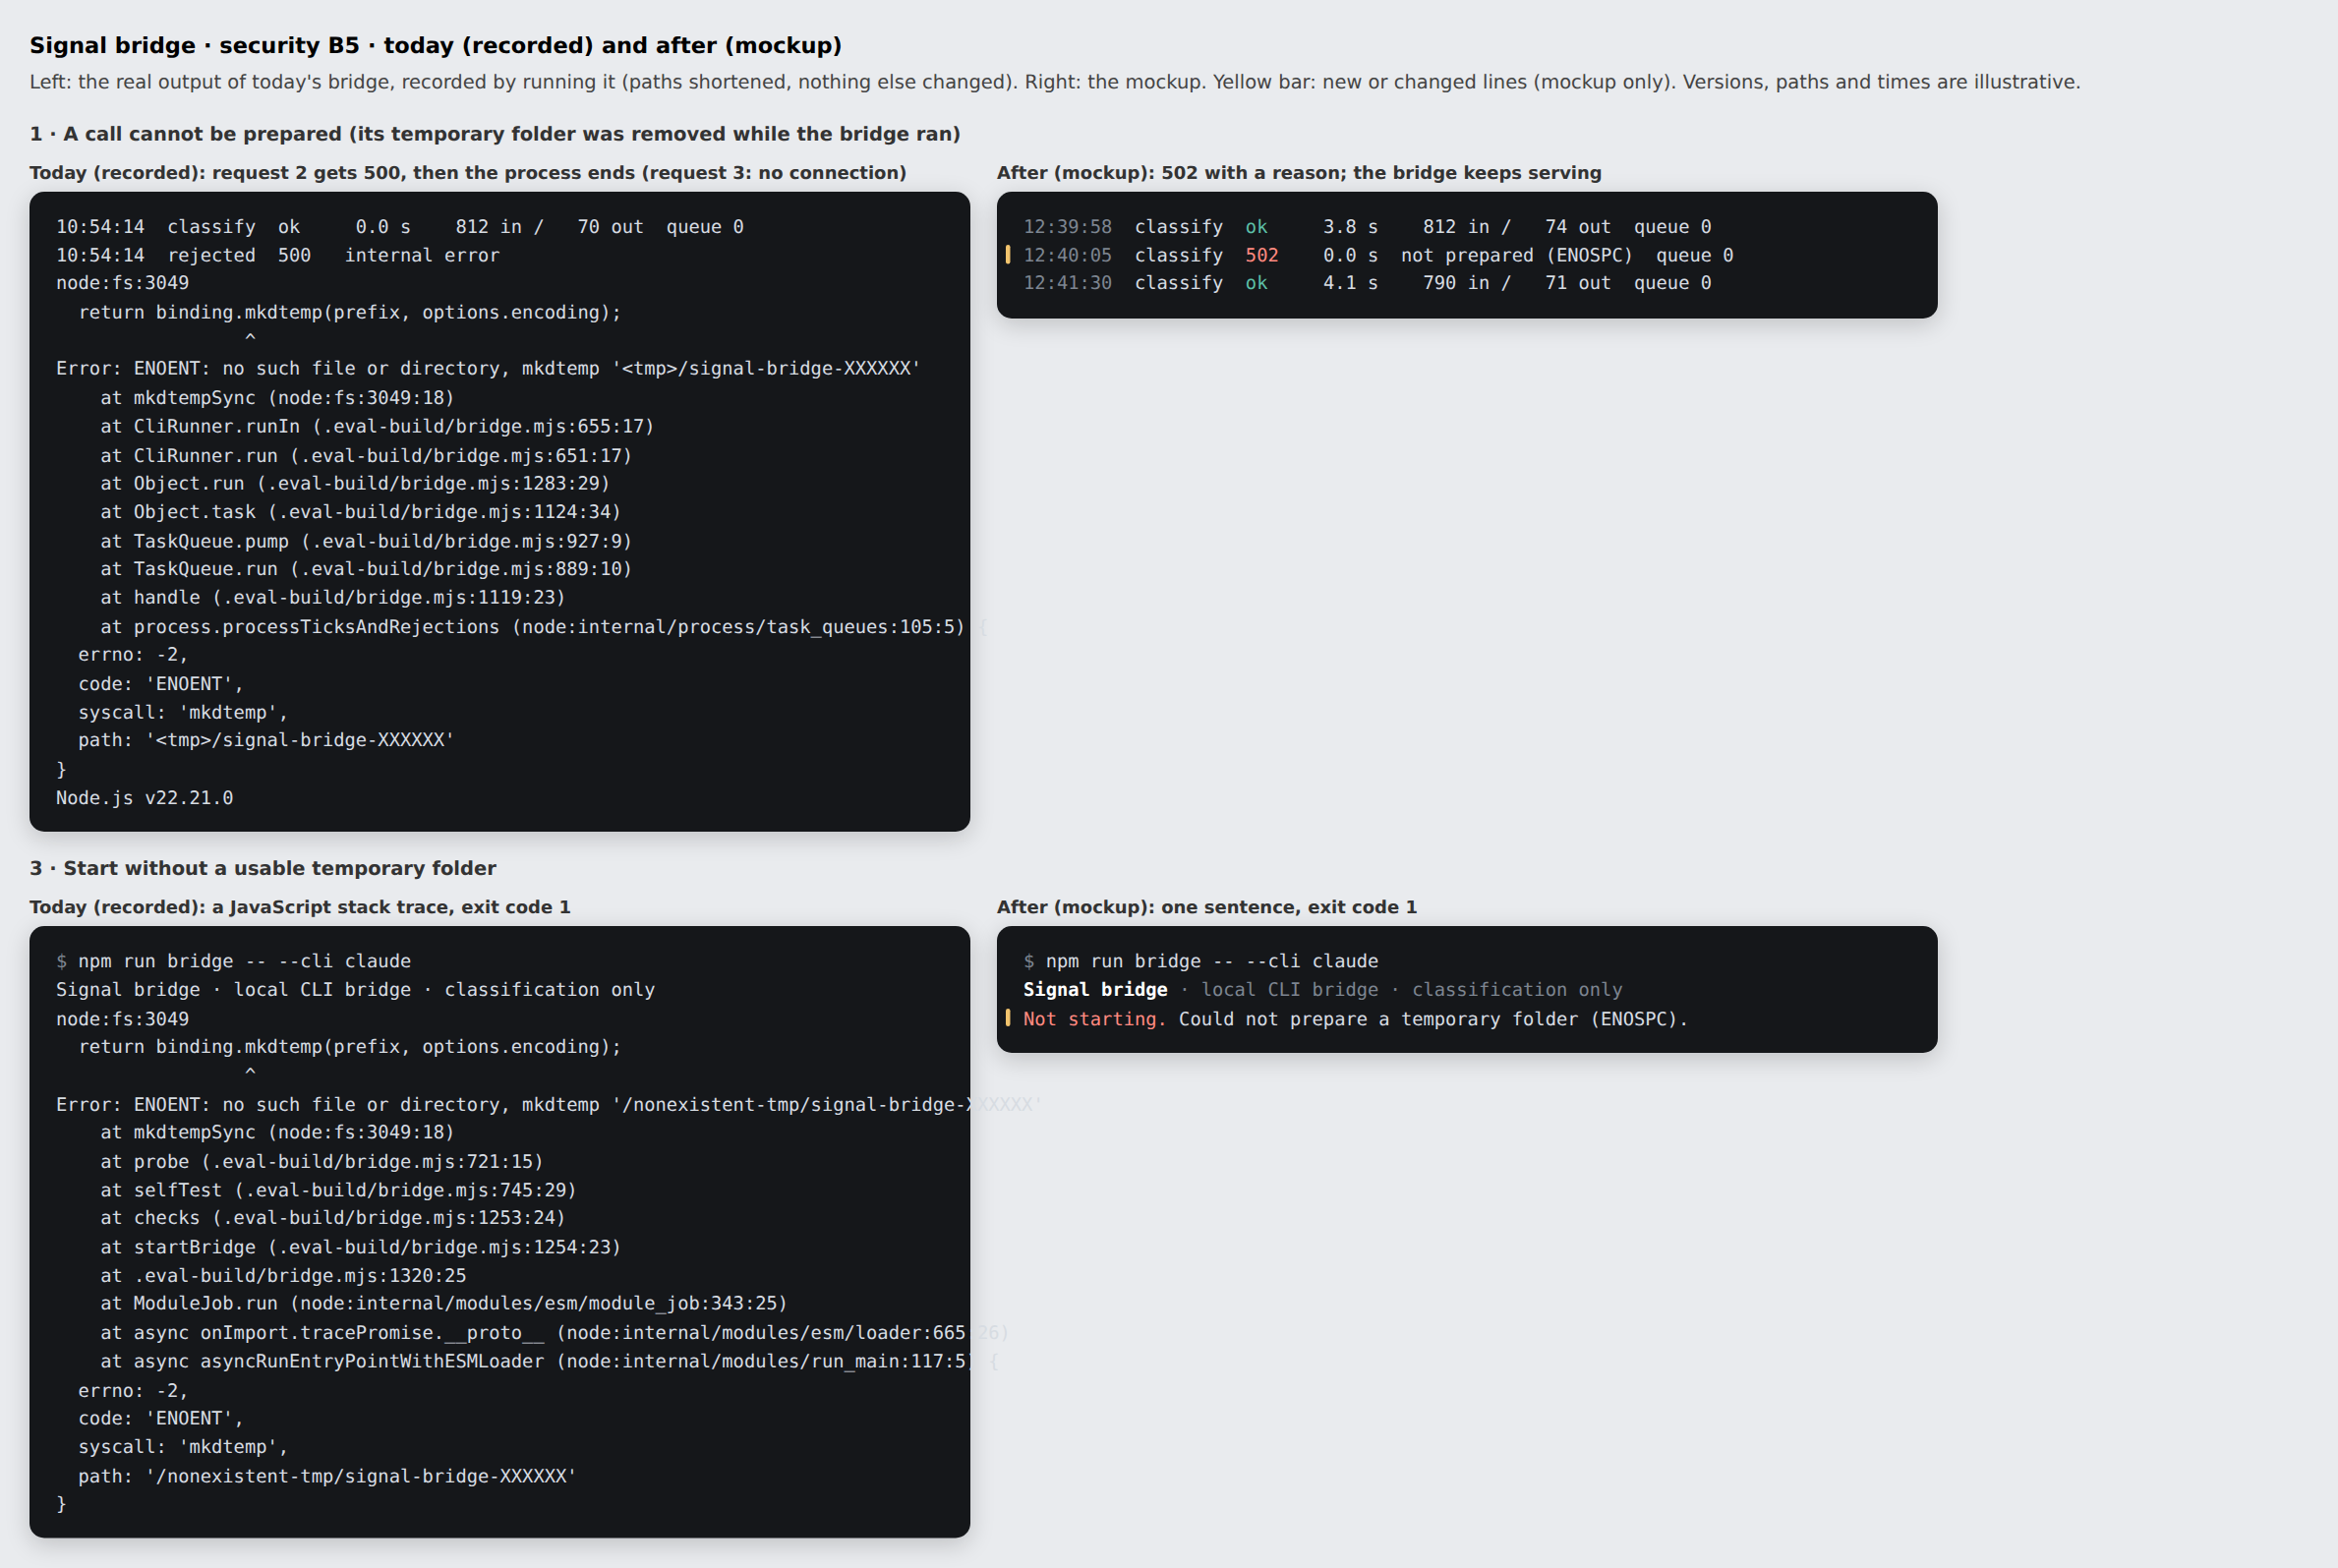 Signal bridge · security B5 · today (recorded) and after (mockup)
Left: the real output of today's bridge, recorded by running it (paths shortened, nothing else changed). Right: the mockup. Yellow bar: new or changed lines (mockup only). Versions, paths and times are illustrative.
1 · A call cannot be prepared (its temporary folder was removed while the bridge ran)
Today (recorded): request 2 gets 500, then the process ends (request 3: no connection)
10:54:14  classify  ok     0.0 s    812 in /   70 out  queue 0
10:54:14  rejected  500   internal error
node:fs:3049
  return binding.mkdtemp(prefix, options.encoding);
                 ^
Error: ENOENT: no such file or directory, mkdtemp '<tmp>/signal-bridge-XXXXXX'
    at mkdtempSync (node:fs:3049:18)
    at CliRunner.runIn (.eval-build/bridge.mjs:655:17)
    at CliRunner.run (.eval-build/bridge.mjs:651:17)
    at Object.run (.eval-build/bridge.mjs:1283:29)
    at Object.task (.eval-build/bridge.mjs:1124:34)
    at TaskQueue.pump (.eval-build/bridge.mjs:927:9)
    at TaskQueue.run (.eval-build/bridge.mjs:889:10)
    at handle (.eval-build/bridge.mjs:1119:23)
    at process.processTicksAndRejections (node:internal/process/task_queues:105:5) {
  errno: -2,
  code: 'ENOENT',
  syscall: 'mkdtemp',
  path: '<tmp>/signal-bridge-XXXXXX'
}
Node.js v22.21.0
After (mockup): 502 with a reason; the bridge keeps serving
12:39:58  classify  ok     3.8 s    812 in /   74 out  queue 0
12:40:05  classify  502    0.0 s  not prepared (ENOSPC)  queue 0
12:41:30  classify  ok     4.1 s    790 in /   71 out  queue 0
3 · Start without a usable temporary folder
Today (recorded): a JavaScript stack trace, exit code 1
$ npm run bridge -- --cli claude
Signal bridge · local CLI bridge · classification only
node:fs:3049
  return binding.mkdtemp(prefix, options.encoding);
                 ^
Error: ENOENT: no such file or directory, mkdtemp '/nonexistent-tmp/signal-bridge-XXXXXX'
    at mkdtempSync (node:fs:3049:18)
    at probe (.eval-build/bridge.mjs:721:15)
    at selfTest (.eval-build/bridge.mjs:745:29)
    at checks (.eval-build/bridge.mjs:1253:24)
    at startBridge (.eval-build/bridge.mjs:1254:23)
    at .eval-build/bridge.mjs:1320:25
    at ModuleJob.run (node:internal/modules/esm/module_job:343:25)
    at async onImport.tracePromise.__proto__ (node:internal/modules/esm/loader:665:26)
    at async asyncRunEntryPointWithESMLoader (node:internal/modules/run_main:117:5) {
  errno: -2,
  code: 'ENOENT',
  syscall: 'mkdtemp',
  path: '/nonexistent-tmp/signal-bridge-XXXXXX'
}
After (mockup): one sentence, exit code 1
$ npm run bridge -- --cli claude
Signal bridge · local CLI bridge · classification only
Not starting. Could not prepare a temporary folder (ENOSPC).